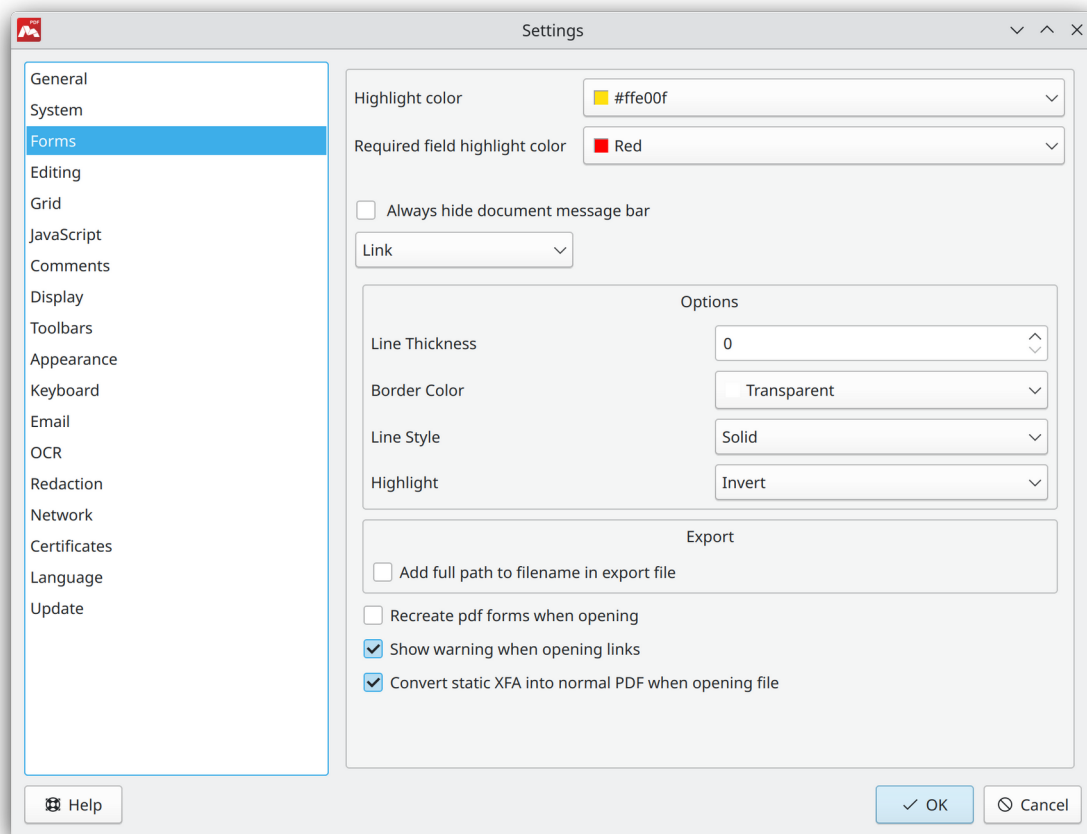 PDF
Settings
General
System
Forms
Editing
Grid
JavaScript
Comments
Display
Toolbars
Appearance
Keyboard
Email
OCR
Redaction
Network
Certificates
Language
Update
Highlight color
#ffe00f
Required field highlight color
Red
Always hide document message bar
Link
Options
Line Thickness
0
Border Color
Transparent
Line Style
Solid
Highlight
Invert
Export
Add full path to filename in export file
Recreate pdf forms when opening
Show warning when opening links
Convert static XFA into normal PDF when opening file
Help
OK
Cancel